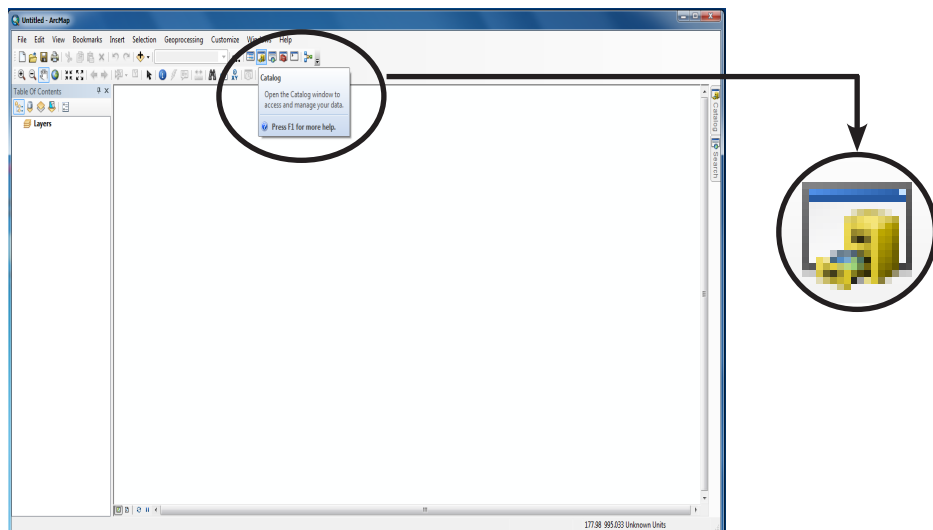 Untitled - ArcMap
File Edit View Bookmarks Insert Selection Geoprocessing Customize Windows Help
Table Of Contents
Layers
Catalog
Open the Catalog window to
access and manage your data.
Press F1 for more help.
Catalog
Search
177.98 995.033 Unknown Units